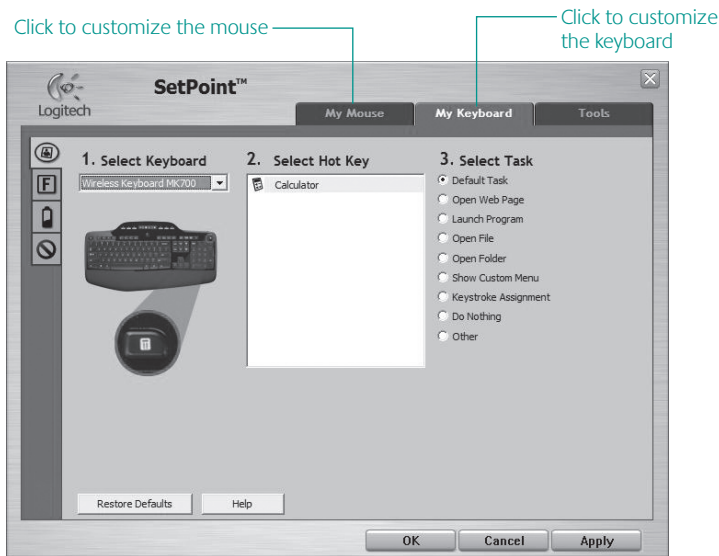 Click to customize the mouse
Click to customize
the keyboard
Logitech
SetPoint™
My Mouse
My Keyboard
Tools
1. Select Keyboard
2. Select Hot Key
3. Select Task
Wireless Keyboard MK700
Calculator
Default Task
Open Web Page
Launch Program
Open File
Open Folder
Show Custom Menu
Keystroke Assignment
Do Nothing
Other
F
Restore Defaults
Help
OK
Cancel
Apply